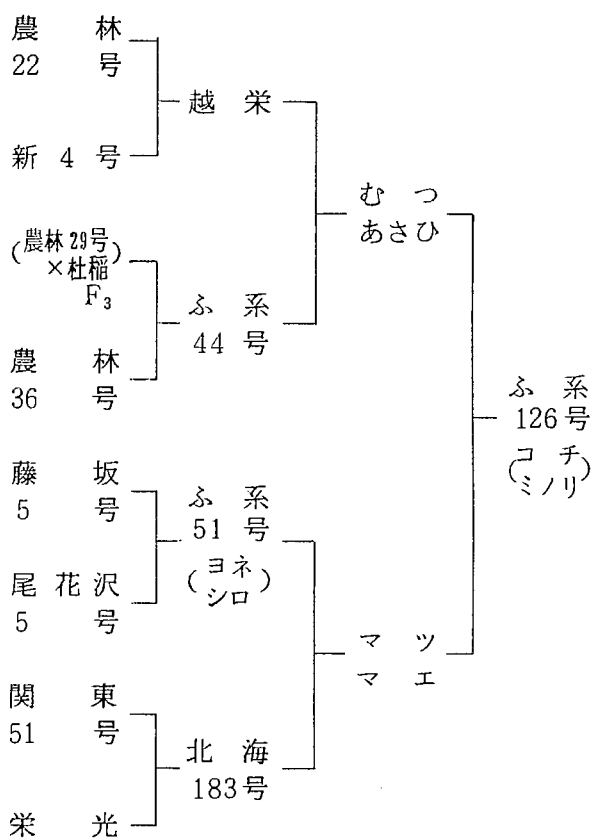 農林
22号
新4号
越栄
(農林29号
×杜稲)
F₃
農林
36号
ふ系
44号
むつ
あさひ
藤坂
5号
尾花沢
5号
ふ系
51号
(ヨネ
シロ)
関東
51号
栄光
北海
183号
マツ
マエ
ふ系
126号
(コチ
ミノリ)